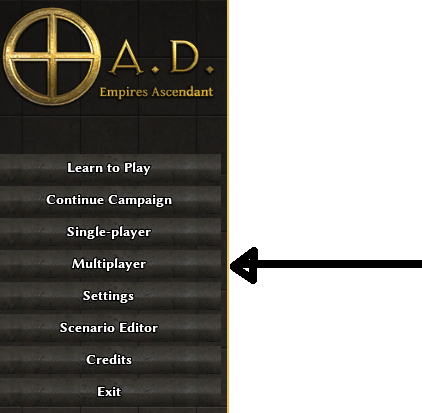 A.D.
Empires Ascendant
Learn to Play
Continue Campaign
Single-player
Multiplayer
Settings
Scenario Editor
Credits
Exit